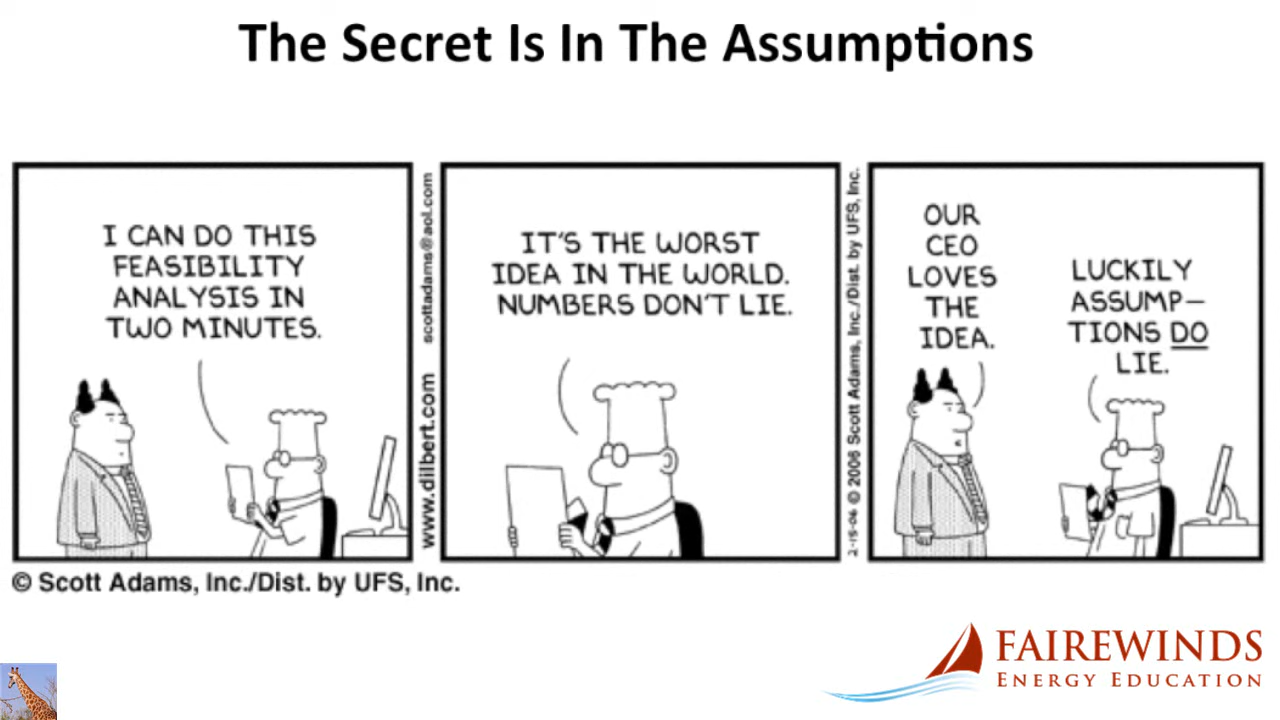 The Secret Is In The Assumptions
I CAN DO THIS
FEASIBILITY
ANALYSIS IN
TWO MINUTES.
www.dilbert.com scottadams@aol.com
IT'S THE WORST
IDEA IN THE WORLD.
NUMBERS DON'T LIE.
2-15-06 © 2006 Scott Adams, Inc./Dist. by UFS, Inc.
OUR
CEO
LOVES
THE
IDEA.
LUCKILY
ASSUMP-
TIONS DO
LIE.
© Scott Adams, Inc./Dist. by UFS, Inc.
FAIREWINDS
ENERGY EDUCATION